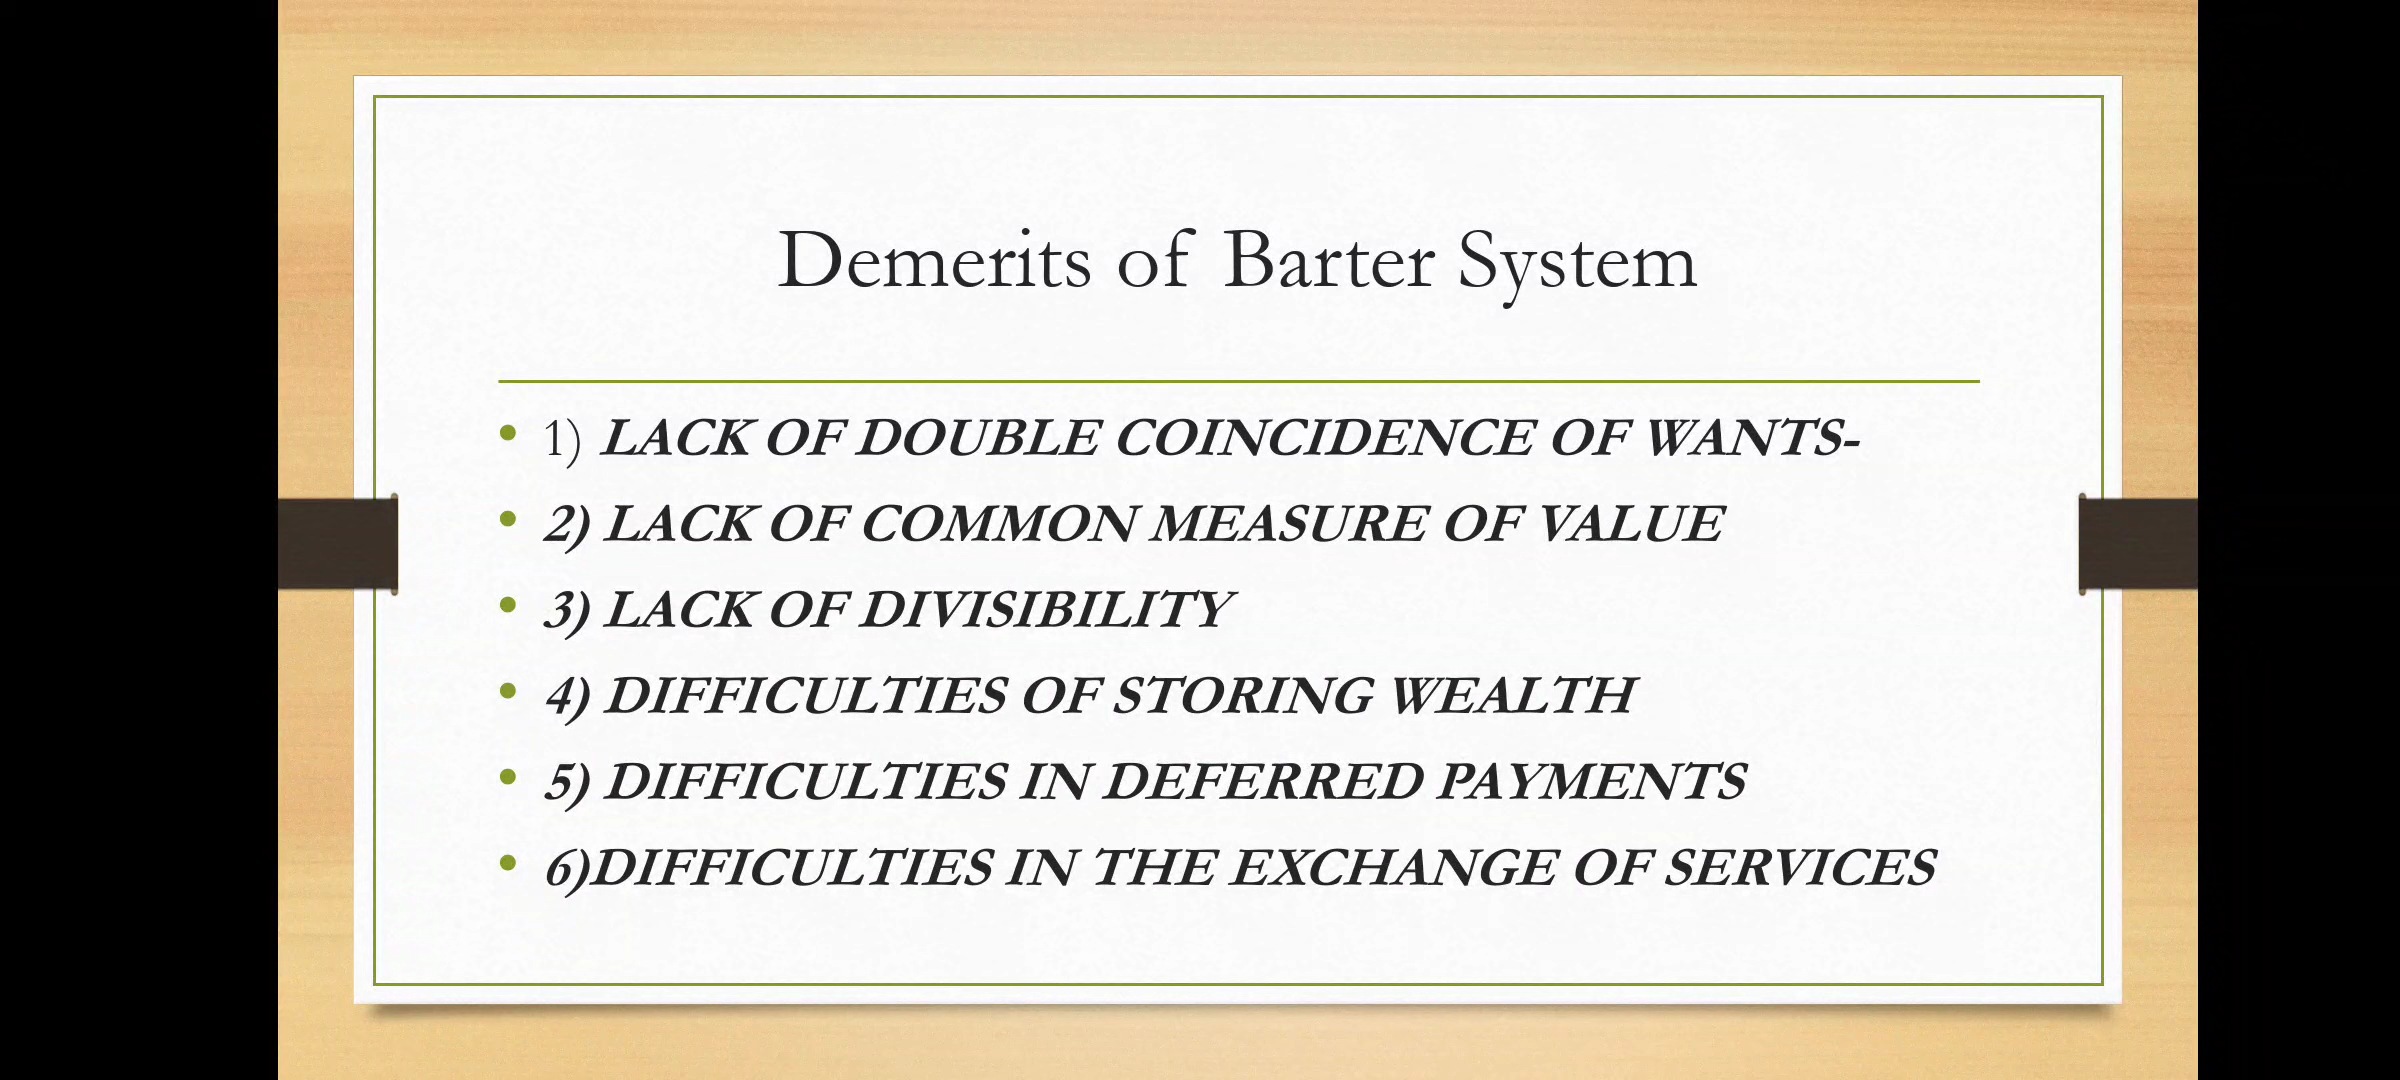 Demerits of Barter System
• 1) LACK OF DOUBLE COINCIDENCE OF WANTS-
• 2) LACK OF COMMON MEASURE OF VALUE
• 3) LACK OF DIVISIBILITY
• 4) DIFFICULTIES OF STORING WEALTH
• 5) DIFFICULTIES IN DEFERRED PAYMENTS
• 6)DIFFICULTIES IN THE EXCHANGE OF SERVICES